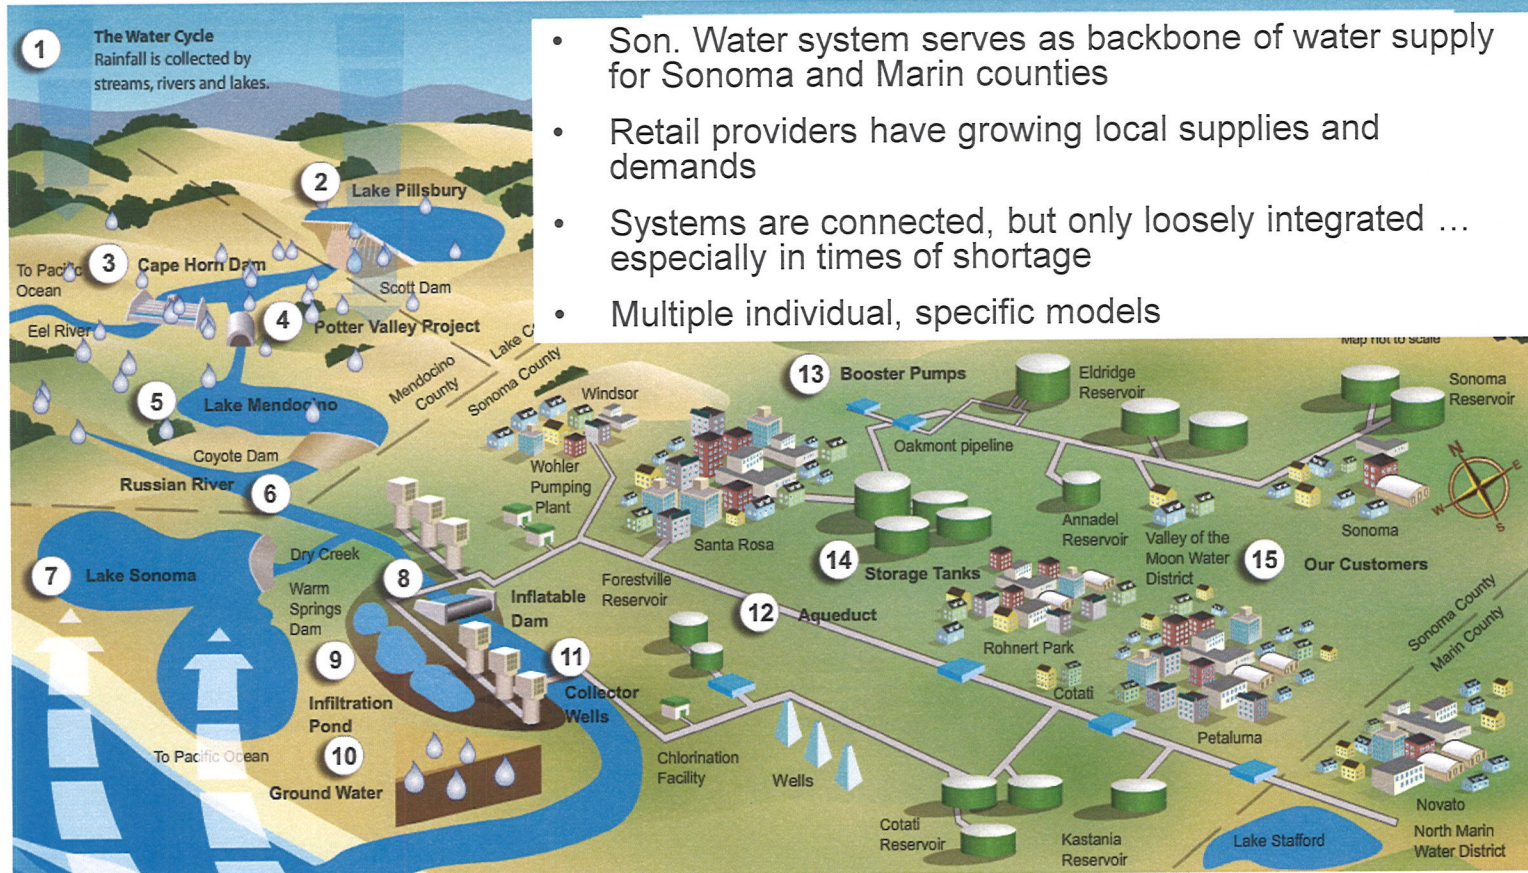 1
The Water Cycle
Rainfall is collected by
streams, rivers and lakes.
• Son. Water system serves as backbone of water supply
for Sonoma and Marin counties
• Retail providers have growing local supplies and
demands
• Systems are connected, but only loosely integrated …
especially in times of shortage
• Multiple individual, specific models
2
Lake Pillsbury
3
Cape Horn Dam
To Pacific
Ocean
Scott Dam
Eel River
4
Potter Valley Project
Lake
Mendocino
County
Sonoma County
Map not to scale
5
Lake Mendocino
Coyote Dam
Russian River
6
Windsor
Wohler
Pumping
Plant
13
Booster Pumps
Eldridge
Reservoir
Sonoma
Reservoir
Oakmont pipeline
N
E
W
S
Santa Rosa
Annadel
Reservoir
Valley of the
Moon Water
District
Sonoma
7
Lake Sonoma
Dry Creek
Warm
Springs
Dam
8
Inflatable
Dam
Forestville
Reservoir
14
Storage Tanks
15
Our Customers
12
Aqueduct
Rohnert Park
Sonoma County
Marin County
9
Infiltration
Pond
11
Collector
Wells
Cotati
Petaluma
To Pacific Ocean
10
Ground Water
Chlorination
Facility
Wells
Cotati
Reservoir
Kastania
Reservoir
Lake Stafford
Novato
North Marin
Water District